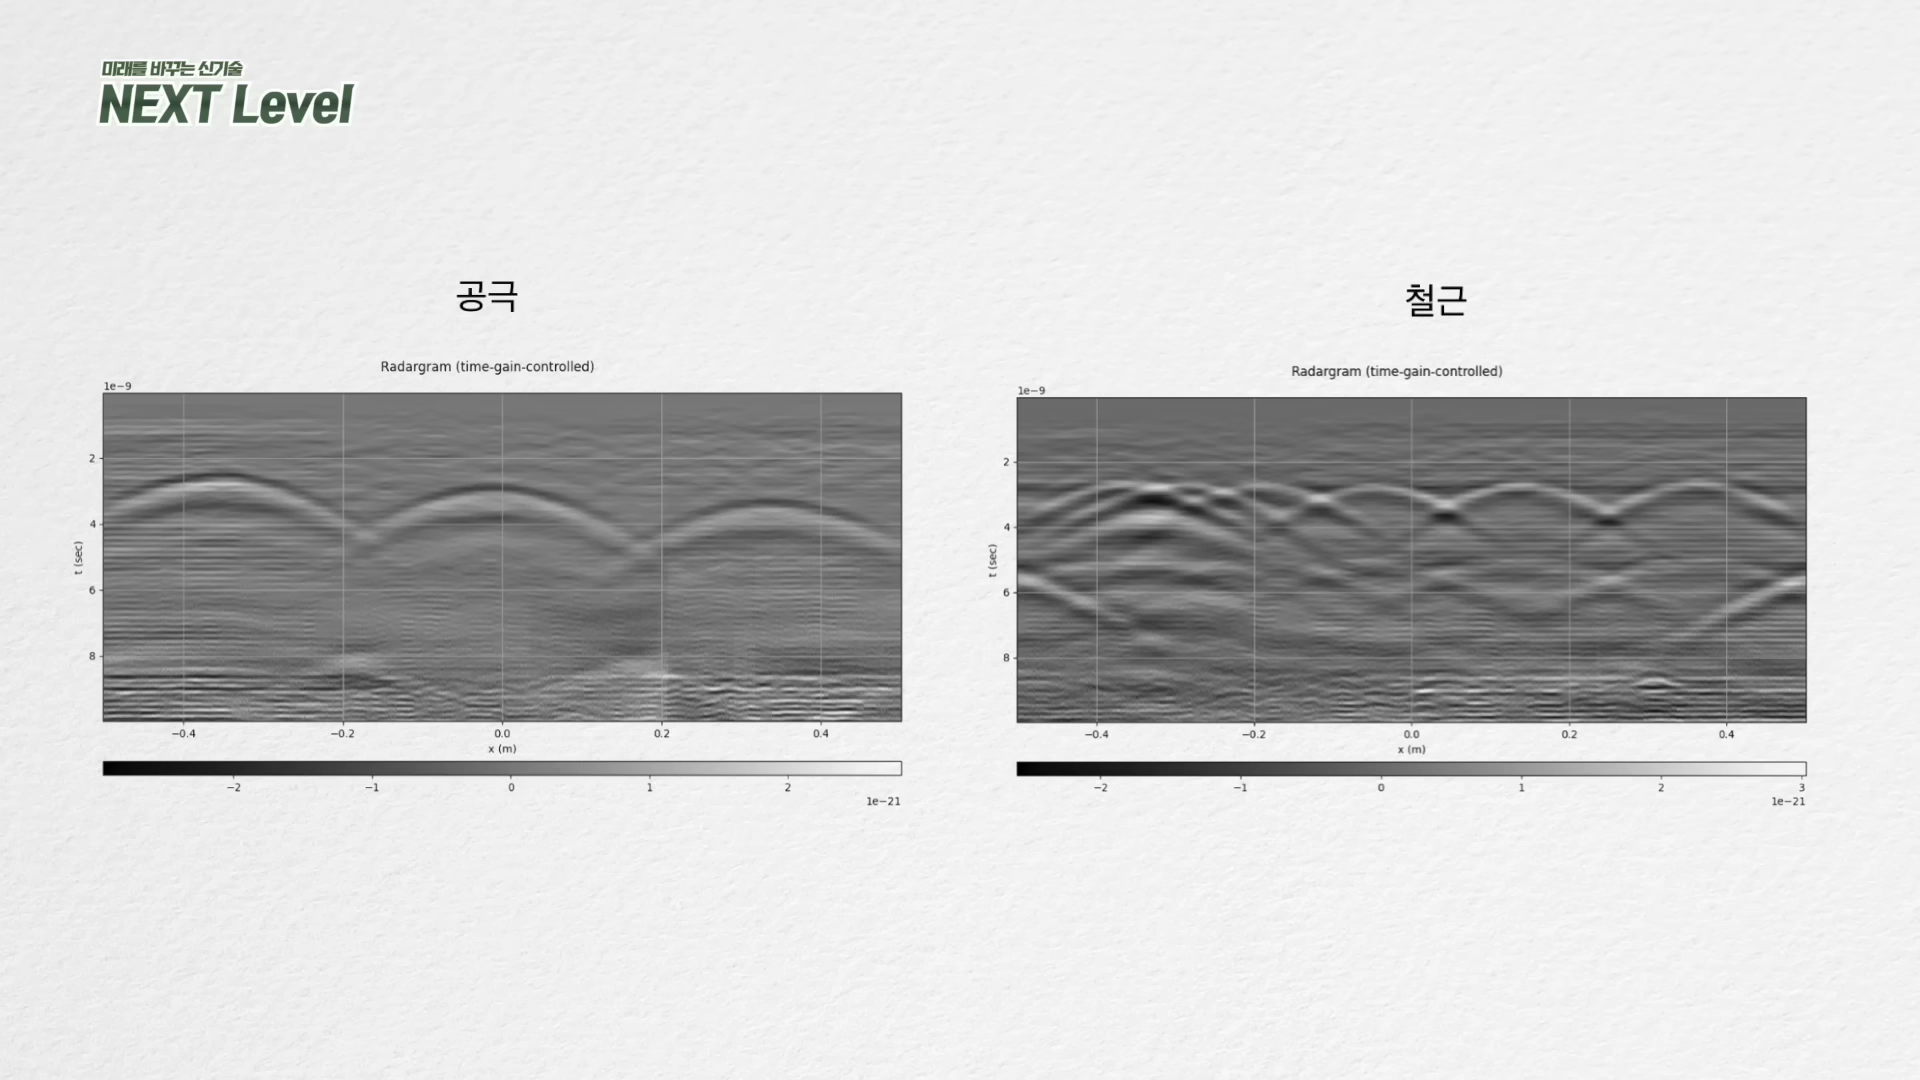 미래를 바꾸는 신기술
NEXT Level
공극
Radargram (time-gain-controlled)
1e−9
2
4
6
8
t (sec)
−0.4 −0.2 0.0 0.2 0.4
x (m)
−2 −1 0 1 2
1e−21
철근
Radargram (time-gain-controlled)
1e−9
2
4
6
8
t (sec)
−0.4 −0.2 0.0 0.2 0.4
x (m)
−2 −1 0 1 2 3
1e−21